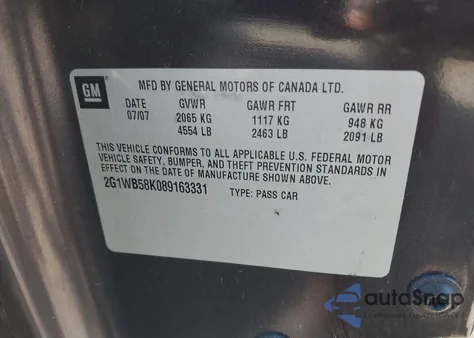 GM
MFD BY GENERAL MOTORS OF CANADA LTD.
DATE GVWR GAWR FRT GAWR RR
07/07 2065 KG 1117 KG 948 KG
4554 LB 2463 LB 2091 LB
THIS VEHICLE CONFORMS TO ALL APPLICABLE U.S. FEDERAL MOTOR
VEHICLE SAFETY, BUMPER, AND THEFT PREVENTION STANDARDS IN
EFFECT ON THE DATE OF MANUFACTURE SHOWN ABOVE.
2G1WB58K089163331 TYPE: PASS CAR
autoSnap